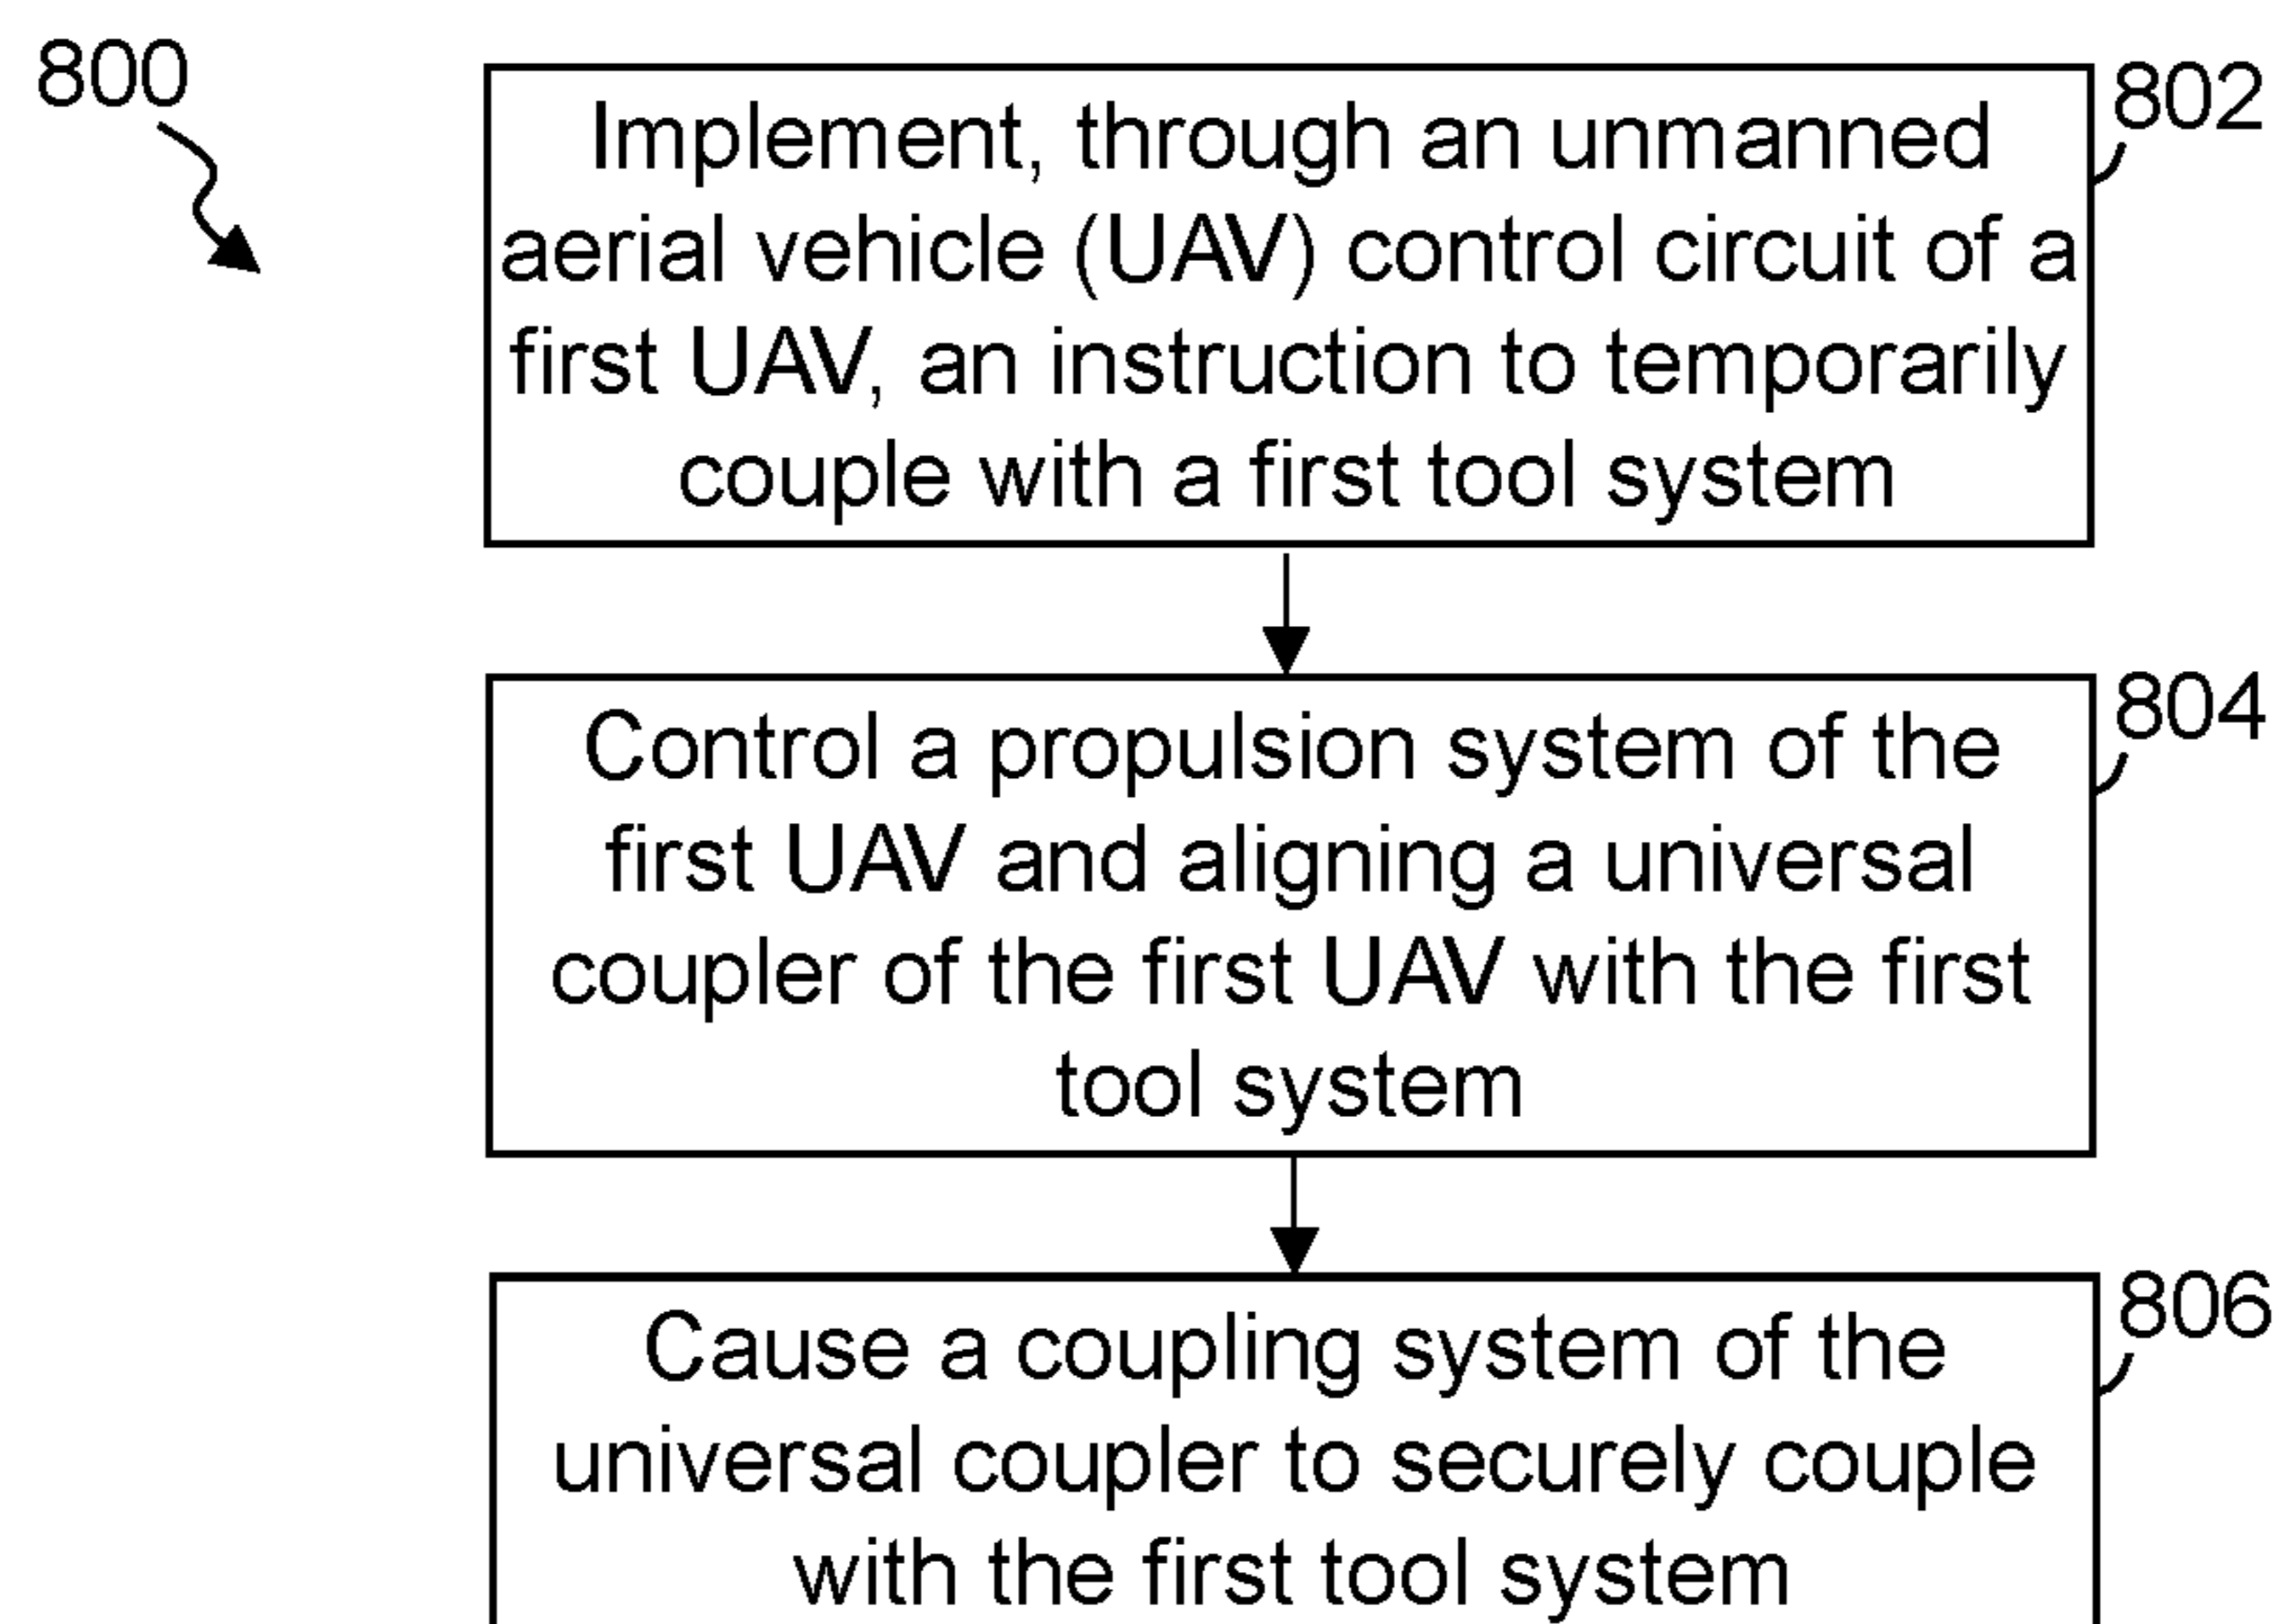 800
802
Implement, through an unmanned
aerial vehicle (UAV) control circuit of a
first UAV, an instruction to temporarily
couple with a first tool system
804
Control a propulsion system of the
first UAV and aligning a universal
coupler of the first UAV with the first
tool system
806
Cause a coupling system of the
universal coupler to securely couple
with the first tool system